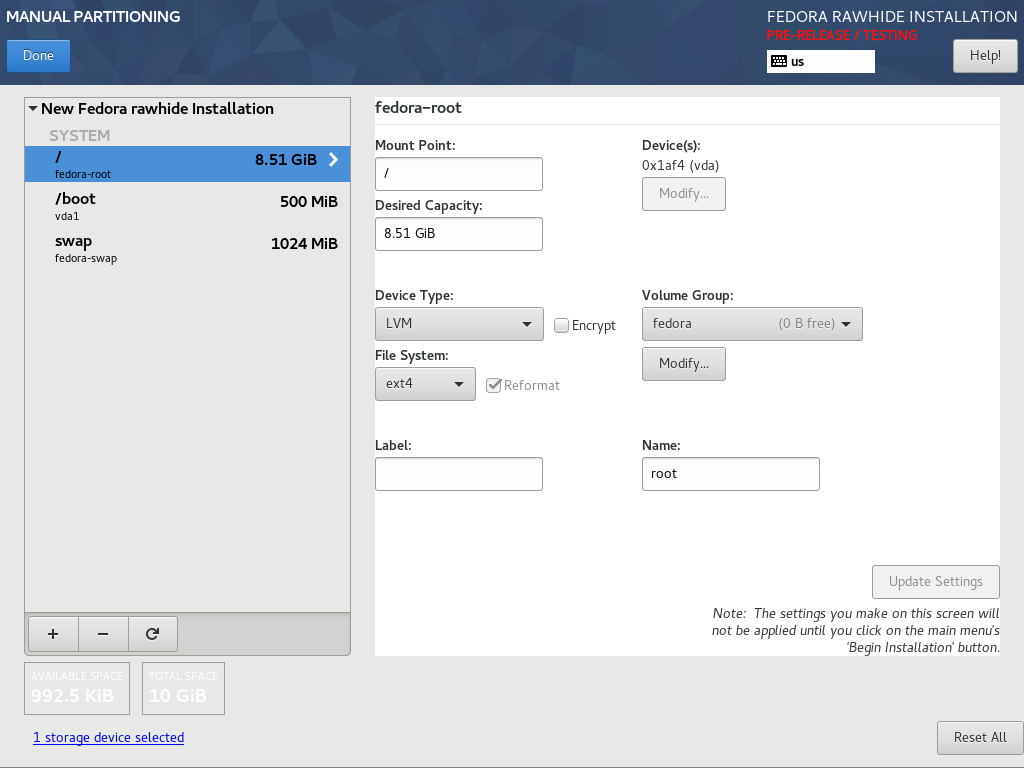 MANUAL PARTITIONING
FEDORA RAWHIDE INSTALLATION
PRE-RELEASE / TESTING
Done
us
Help!
New Fedora rawhide Installation
SYSTEM
/
8.51 GiB
fedora-root
/boot
500 MiB
vda1
swap
1024 MiB
fedora-swap
fedora-root
Mount Point:
/
Device(s):
0x1af4 (vda)
Modify...
Desired Capacity:
8.51 GiB
Device Type:
LVM
Encrypt
Volume Group:
fedora (0 B free)
Modify...
File System:
ext4
Reformat
Label:
Name:
root
Update Settings
Note: The settings you make on this screen will
not be applied until you click on the main menu's
'Begin Installation' button.
AVAILABLE SPACE
992.5 KiB
TOTAL SPACE
10 GiB
1 storage device selected
Reset All